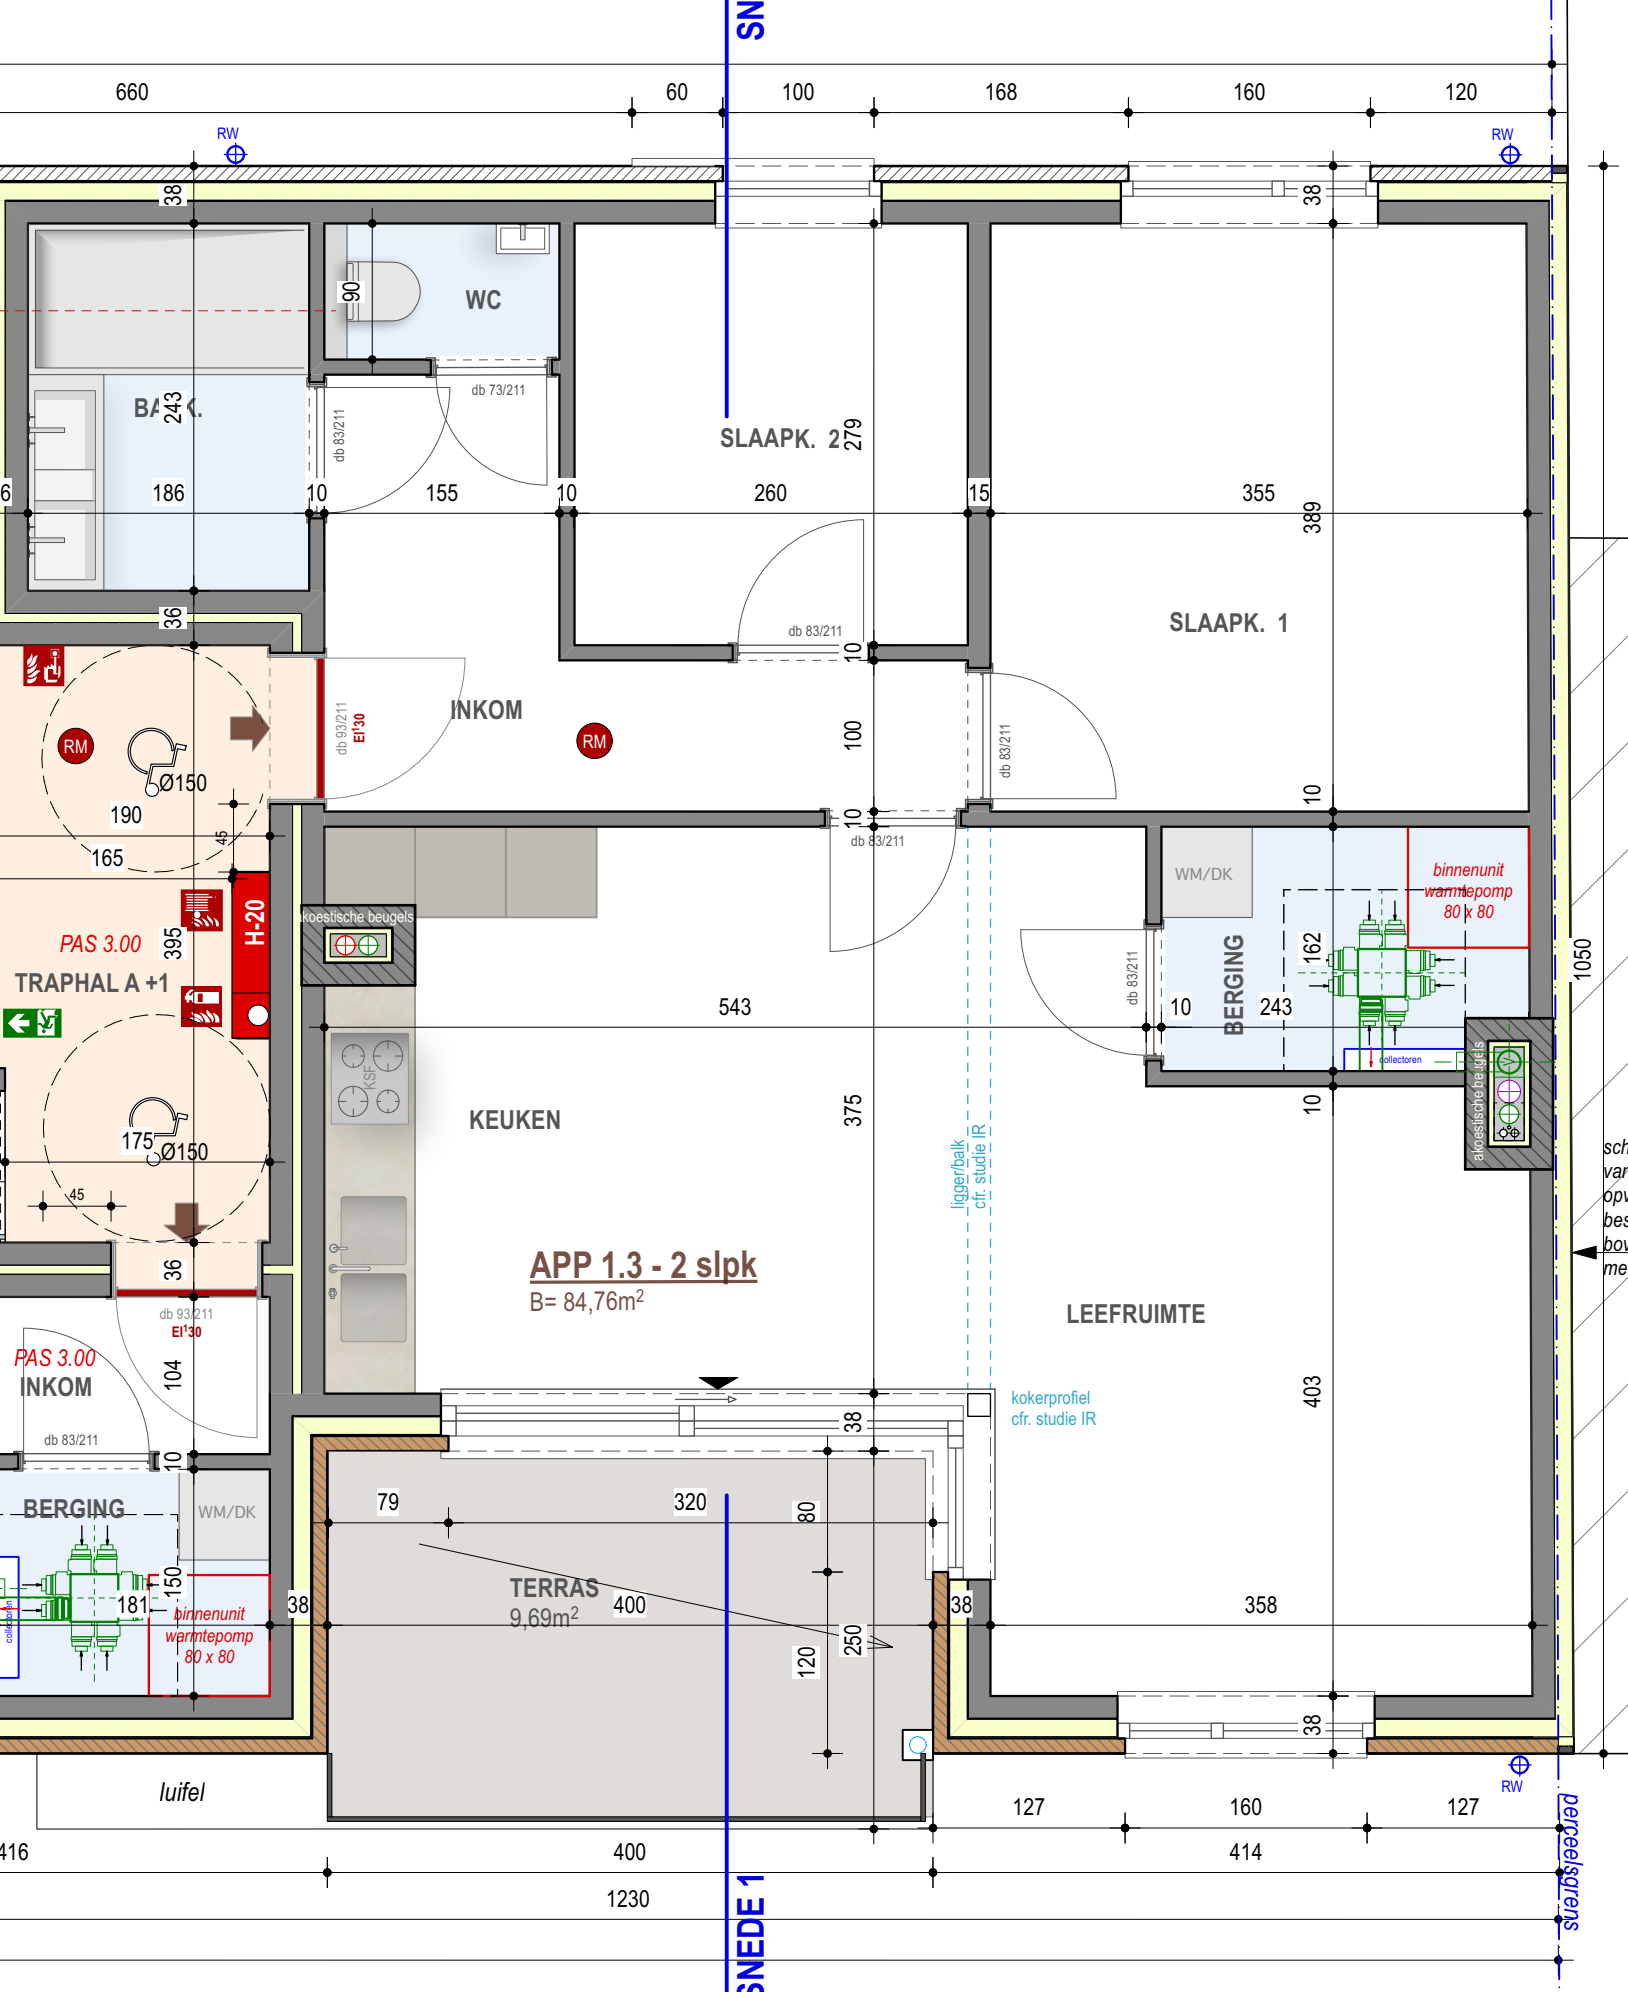 SN
660
60
100
168
160
120
RW
RW
38
38
90
WC
db 73/211
db 83/211
243
SLAAPK. 2
279
186
10
155
10
260
15
355
389
36
db 83/211
10
SLAAPK. 1
INKOM
RM
RM
db 93/211
EI¹30
100
db 83/211
Ø150
190
45
165
10
10
db 83/211
WM/DK
binnenunit
warmtepomp
80 x 80
akoestische beugels
H-20
PAS 3.00
395
TRAPHAL A +1
BERGING
162
1050
543
db 83/211
10
243
collectoren
akoestische beugels
KSF
KEUKEN
375
10
175
Ø150
45
ligger/balk
cfr. studie IR
36
APP 1.3 - 2 slpk
B= 84,76m²
LEEFRUIMTE
db 93/211
EI¹30
PAS 3.00
INKOM
104
403
kokerprofiel
cfr. studie IR
db 83/211
10
38
BERGING
WM/DK
79
320
80
150
TERRAS
9,69m²
181
38
400
38
358
collectoren
binnenunit
warmtepomp
80 x 80
120
250
38
luifel
RW
127
160
127
perceelsgrens
416
400
414
1230
SNEDE 1